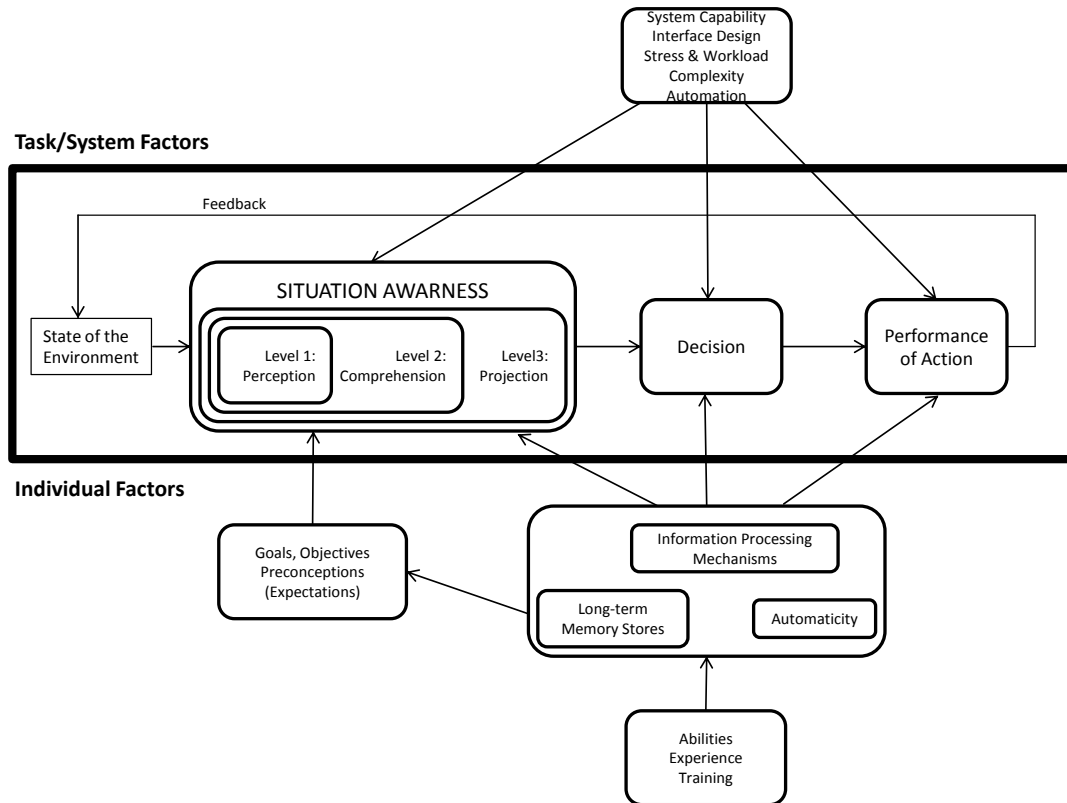 System Capability
Interface Design
Stress & Workload
Complexity
Automation
Task/System Factors
Feedback
SITUATION AWARNESS
State of the
Environment
Level 1:
Perception
Level 2:
Comprehension
Level3:
Projection
Decision
Performance
of Action
Individual Factors
Goals, Objectives
Preconceptions
(Expectations)
Information Processing
Mechanisms
Long-term
Memory Stores
Automaticity
Abilities
Experience
Training